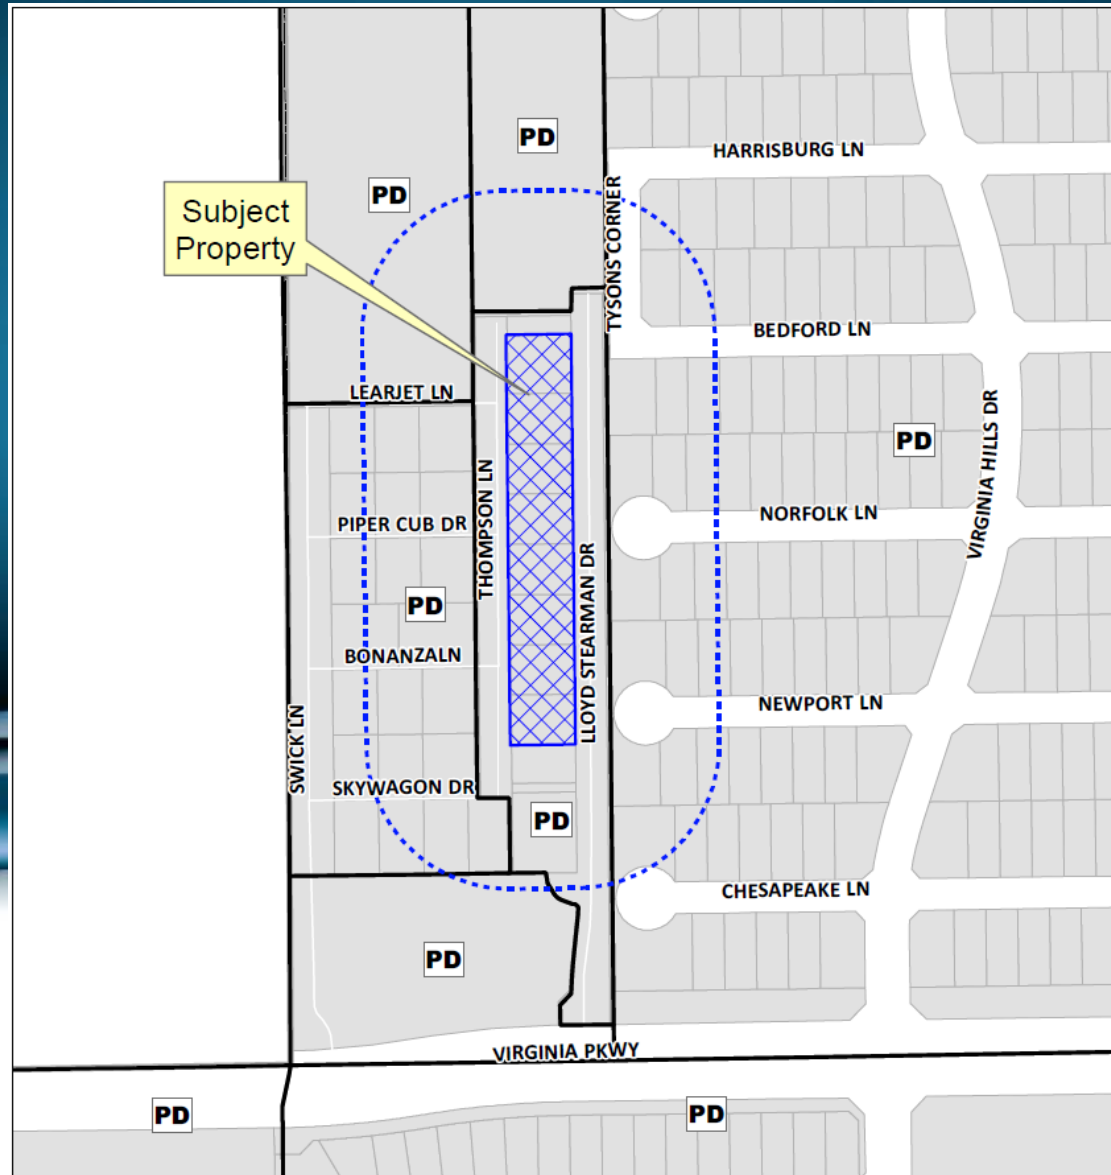 PD
HARRISBURG LN
PD
Subject
Property
TYSONS CORNER
BEDFORD LN
LEARJET LN
VIRGINIA HILLS DR
PD
THOMPSON LN
PIPER CUB DR
NORFOLK LN
LLOYD STEARMAN DR
PD
BONANZALN
SWICK LN
NEWPORT LN
SKYWAGON DR
PD
CHESAPEAKE LN
PD
VIRGINIA PKWY
PD
PD